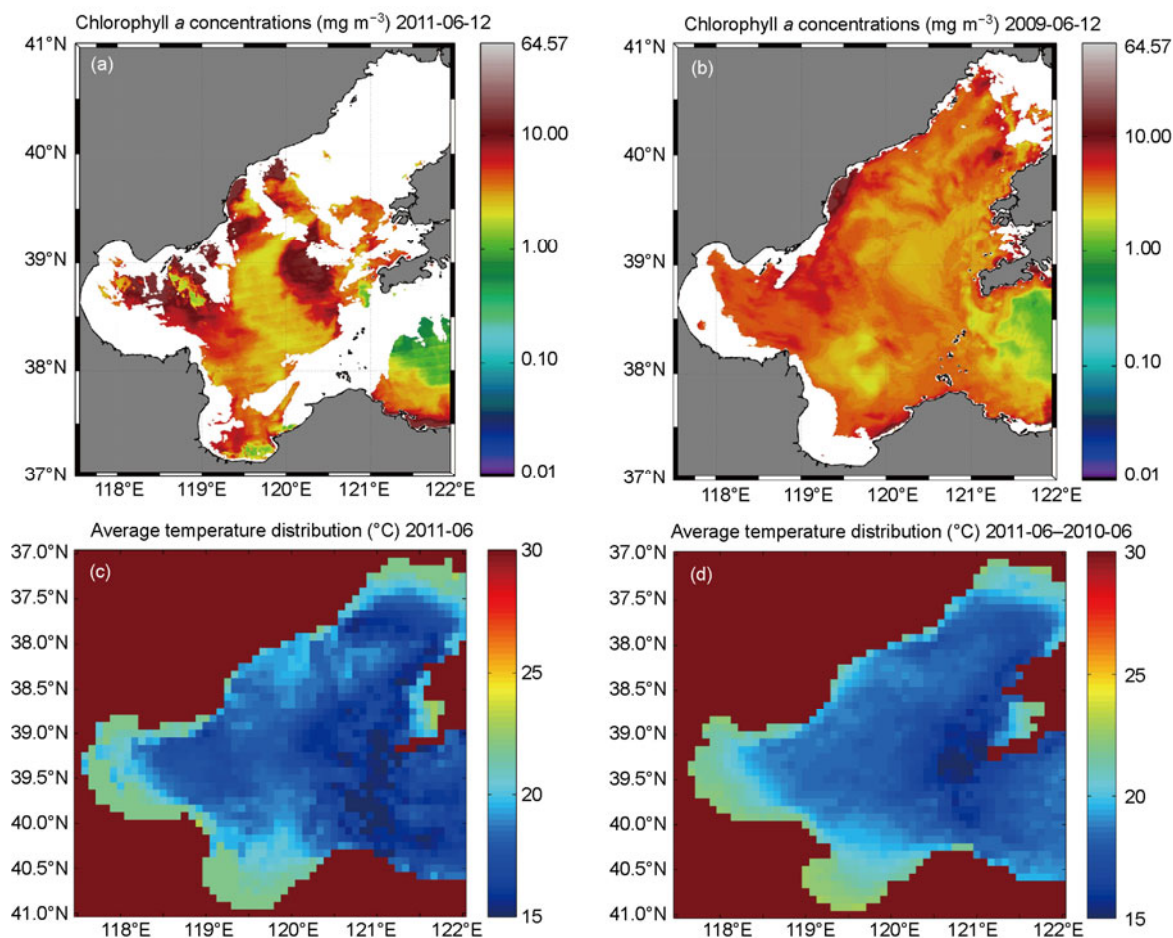 Chlorophyll a concentrations (mg m⁻³) 2011-06-12
41°N
(a)
40°N
39°N
38°N
37°N
118°E 119°E 120°E 121°E 122°E
64.57
10.00
1.00
0.10
0.01
Chlorophyll a concentrations (mg m⁻³) 2009-06-12
41°N
(b)
40°N
39°N
38°N
37°N
118°E 119°E 120°E 121°E 122°E
64.57
10.00
1.00
0.10
0.01
Average temperature distribution (°C) 2011-06
37.0°N
(c)
37.5°N
38.0°N
38.5°N
39.0°N
39.5°N
40.0°N
40.5°N
41.0°N
118°E 119°E 120°E 121°E 122°E
30
25
20
15
Average temperature distribution (°C) 2011-06–2010-06
37.0°N
(d)
37.5°N
38.0°N
38.5°N
39.0°N
39.5°N
40.0°N
40.5°N
41.0°N
118°E 119°E 120°E 121°E 122°E
30
25
20
15